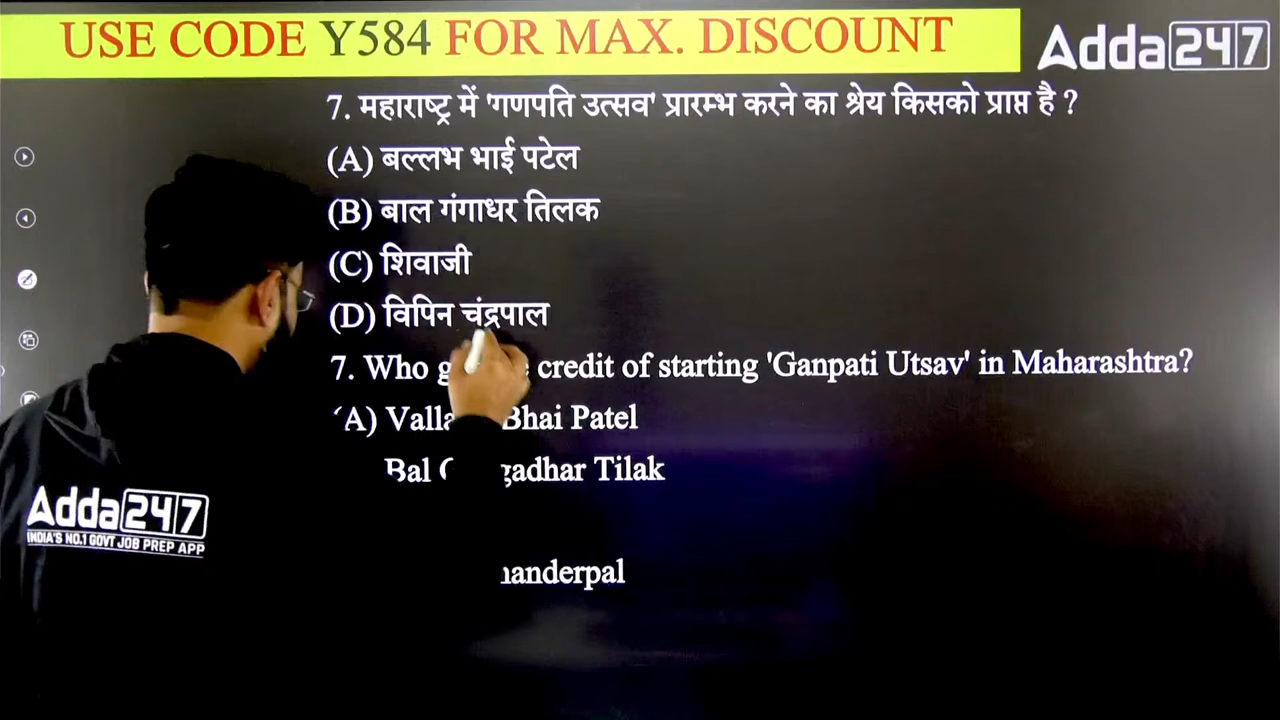 USE CODE Y584 FOR MAX. DISCOUNT
Adda247
7. महाराष्ट्र में 'गणपति उत्सव' प्रारम्भ करने का श्रेय किसको प्राप्त है ?
(A) बल्लभ भाई पटेल
(B) बाल गंगाधर तिलक
(C) शिवाजी
(D) विपिन चंद्रपाल
7. Who credit of starting 'Ganpati Utsav' in Maharashtra?
(A) Bhai Patel
Bal Tilak
Adda247
INDIA'S NO.1 GOVT JOB PREP APP